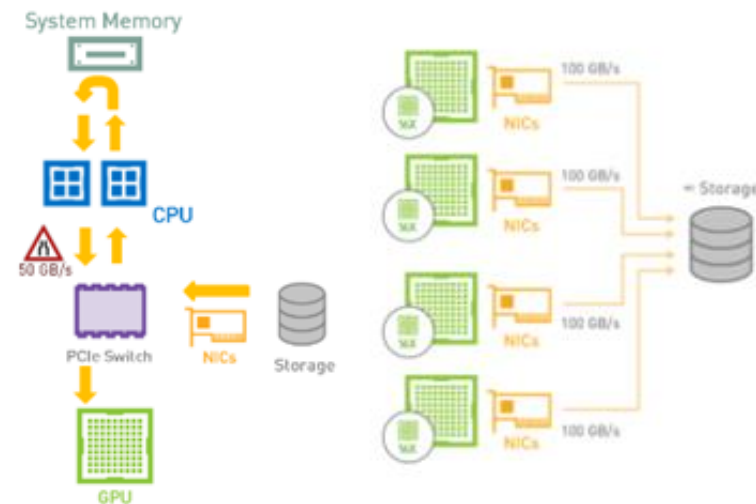 System Memory
CPU
50 GB/s
PCIe Switch
NICs
Storage
GPU
100 GB/s
NICs
100 GB/s
NICs
Storage
NICs
100 GB/s
NICs
100 GB/s